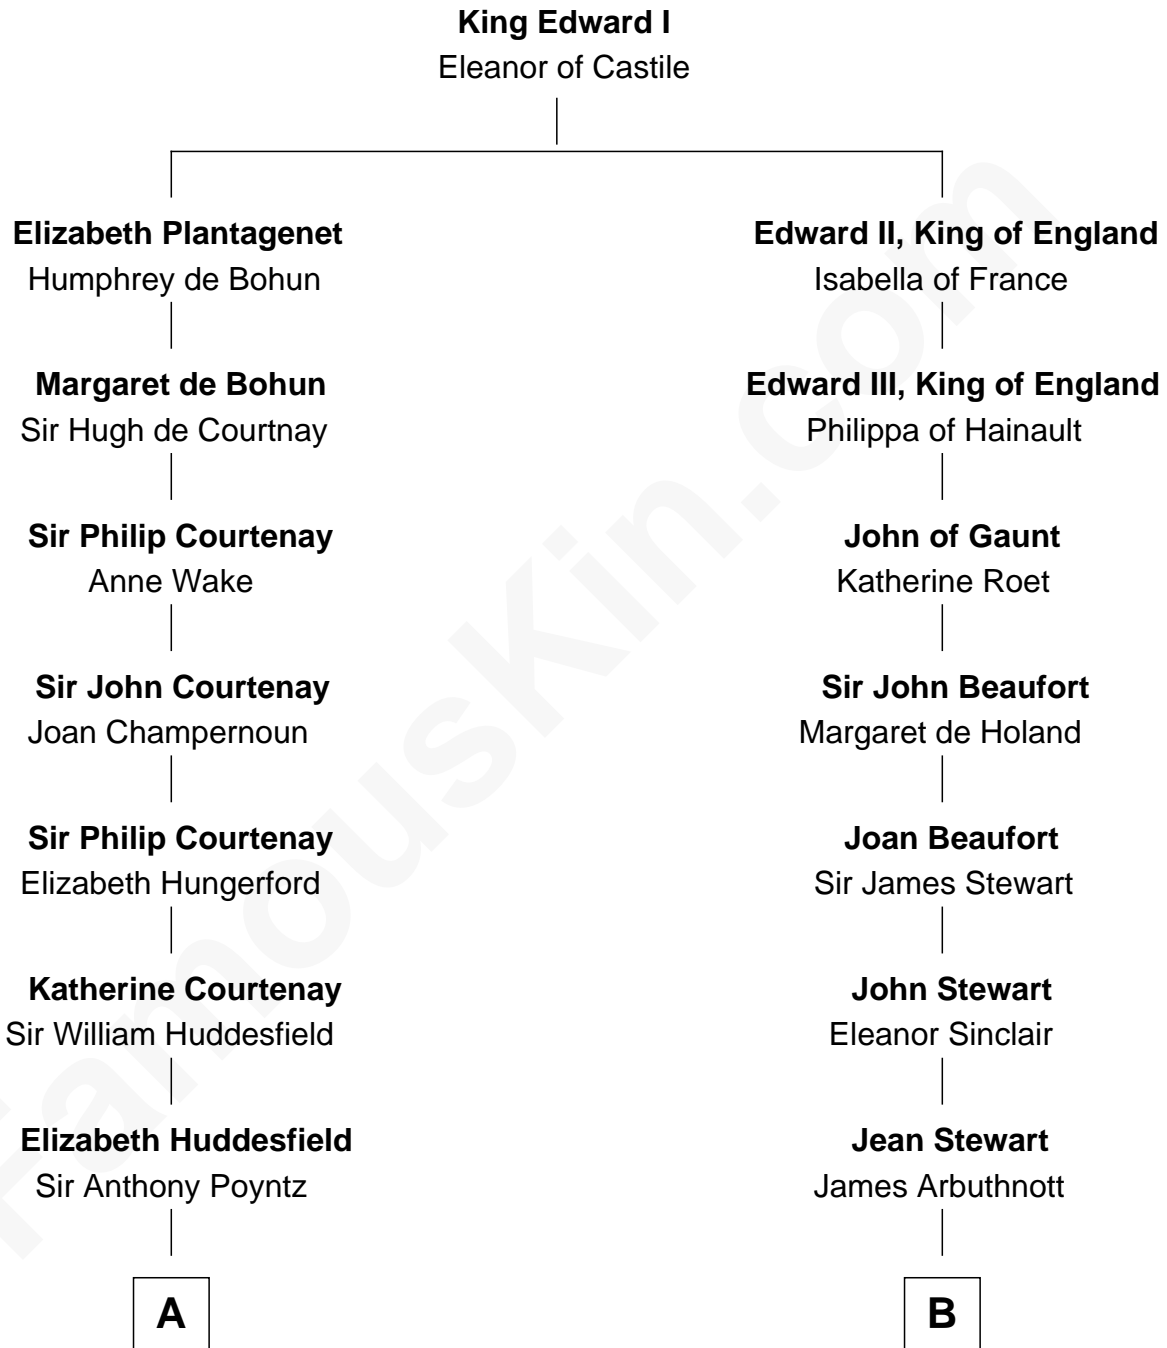 King Edward I
Eleanor of Castile
Elizabeth Plantagenet
Humphrey de Bohun
Edward II, King of England
Isabella of France
Margaret de Bohun
Sir Hugh de Courtnay
Edward III, King of England
Philippa of Hainault
Sir Philip Courtenay
Anne Wake
John of Gaunt
Katherine Roet
Sir John Courtenay
Joan Champernoun
Sir John Beaufort
Margaret de Holand
Sir Philip Courtenay
Elizabeth Hungerford
Joan Beaufort
Sir James Stewart
Katherine Courtenay
Sir William Huddesfield
John Stewart
Eleanor Sinclair
Elizabeth Huddesfield
Sir Anthony Poyntz
Jean Stewart
James Arbuthnott
A
B
FamousKin.com